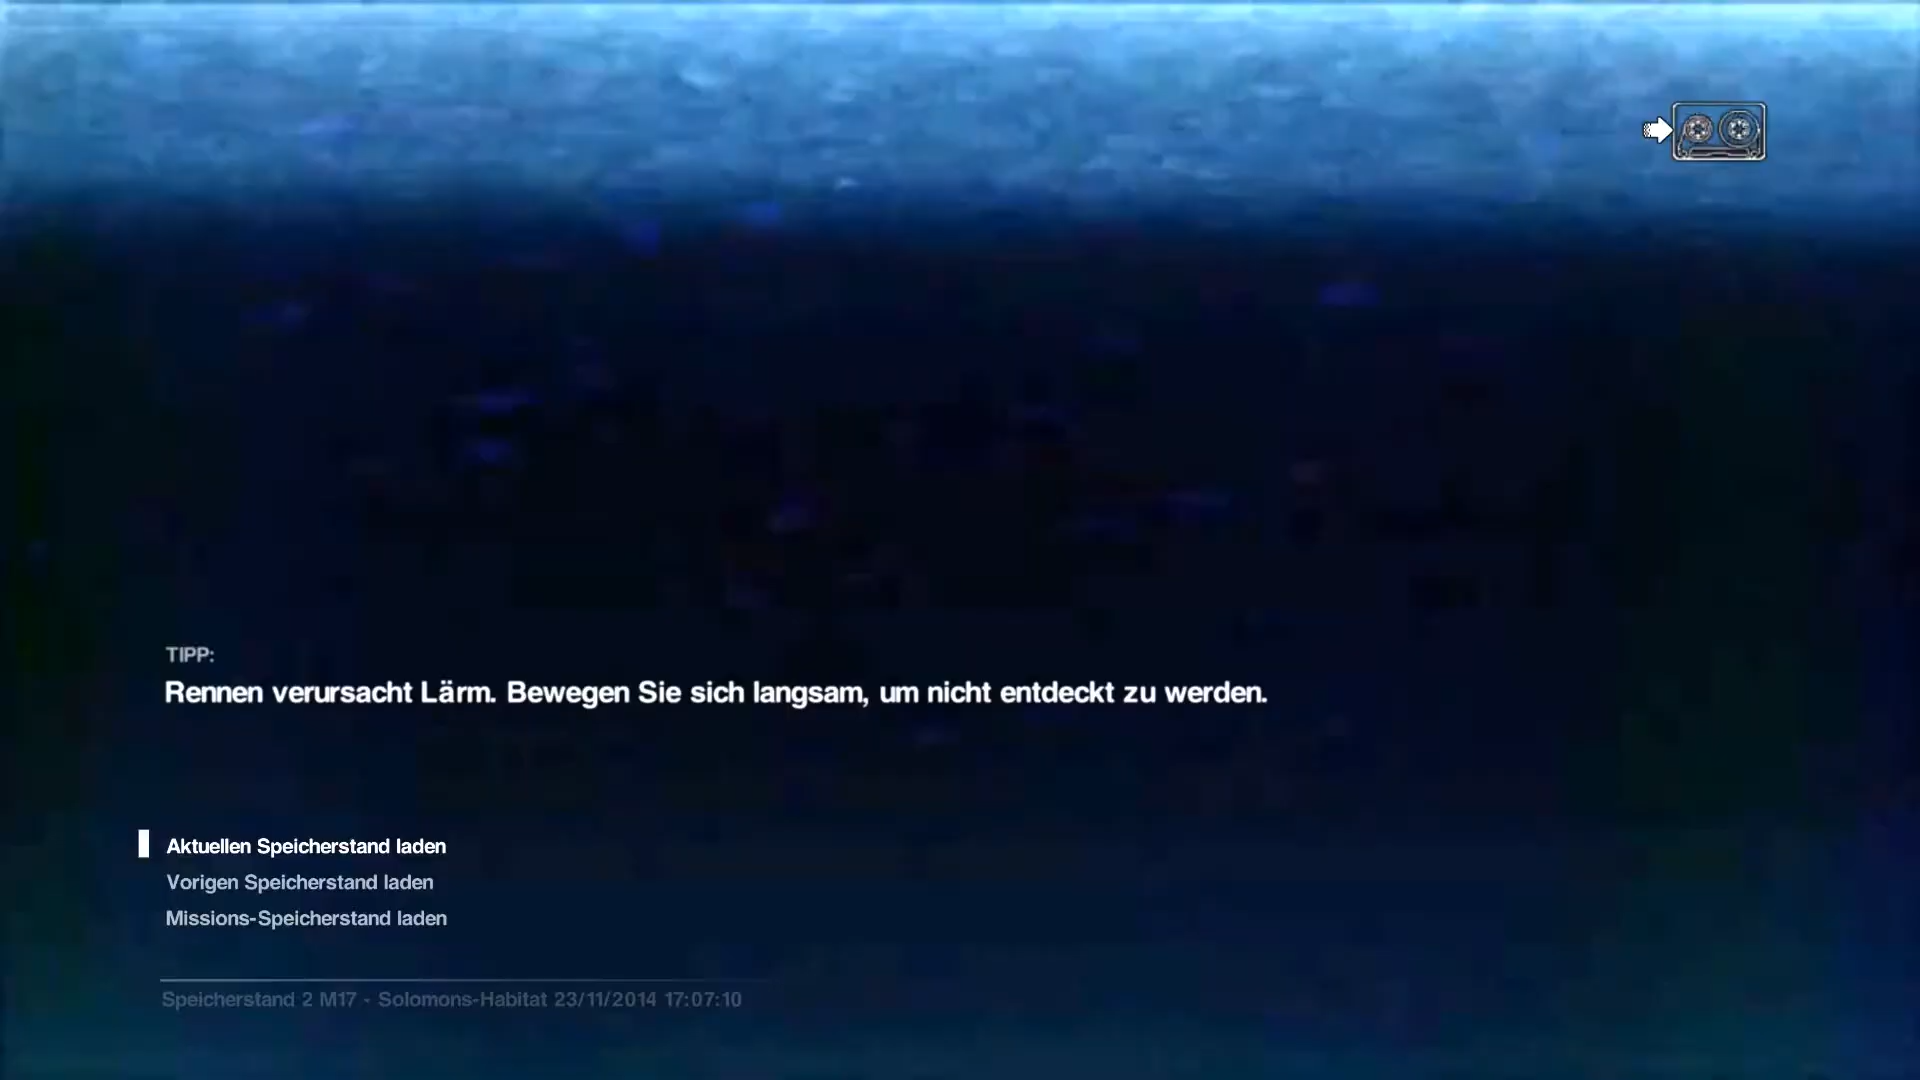 TIPP:
Rennen verursacht Lärm. Bewegen Sie sich langsam, um nicht entdeckt zu werden.
Aktuellen Speicherstand laden
Vorigen Speicherstand laden
Missions-Speicherstand laden
Speicherstand 2 M17 - Solomons-Habitat 23/11/2014 17:07:10